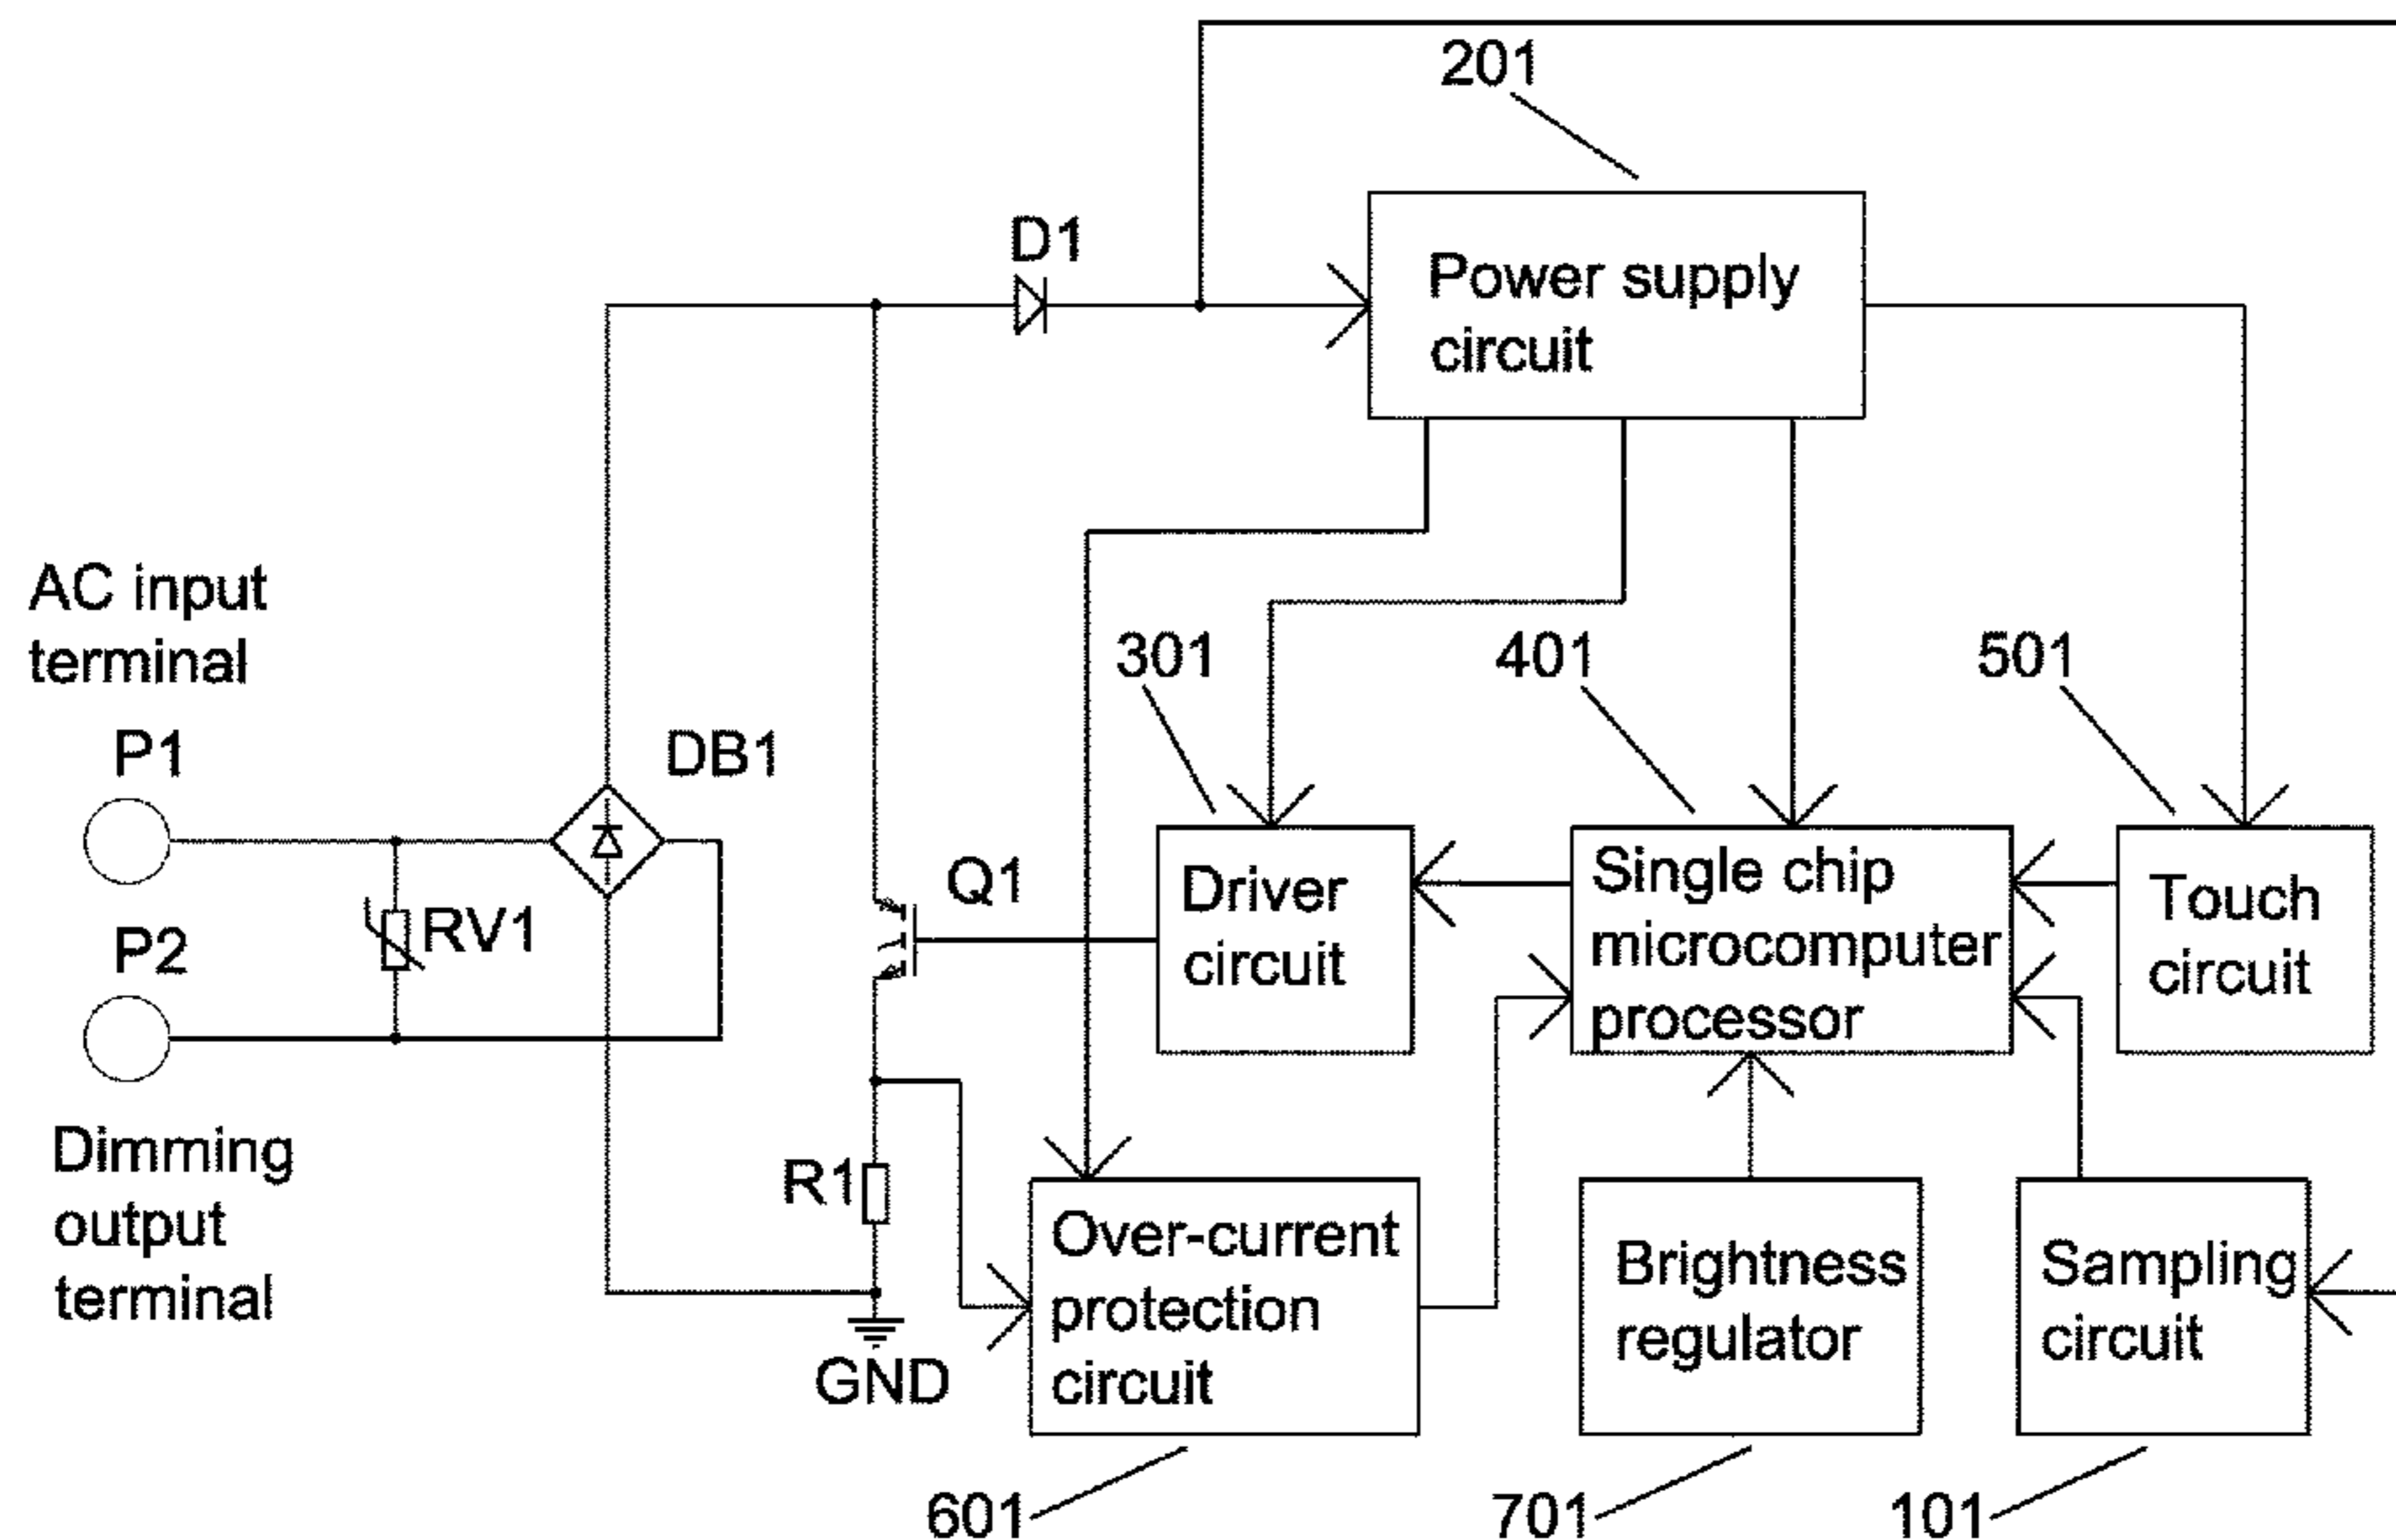 201
D1
Power supply
circuit
AC input
terminal
301
401
501
P1
DB1
Q1
Driver
circuit
Single chip
microcomputer
processor
Touch
circuit
RV1
P2
Dimming
output
terminal
R1
GND
Over-current
protection
circuit
Brightness
regulator
Sampling
circuit
601
701
101